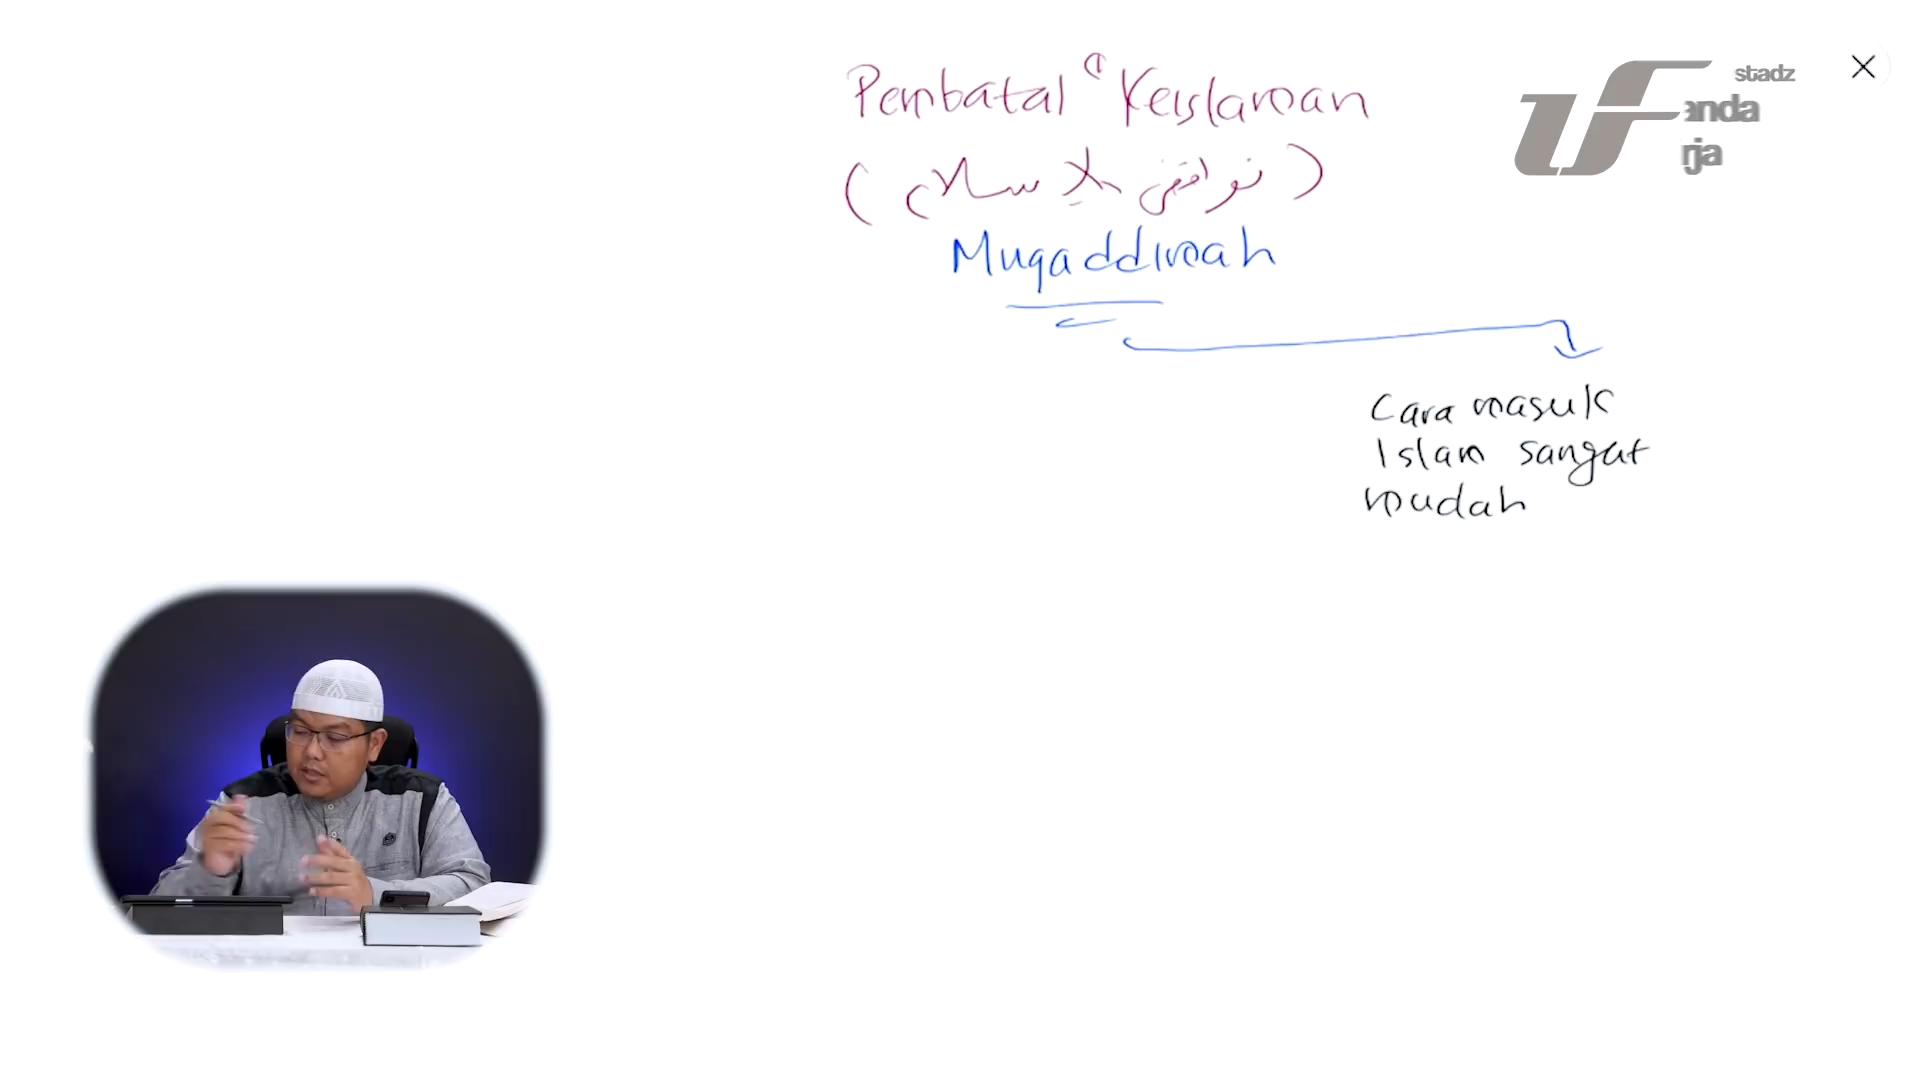 Pembatal² Keislaman
(نواقض الإسلام)
Muqaddimah
Cara masuk
Islam sangat
mudah
stadz
anda
rja